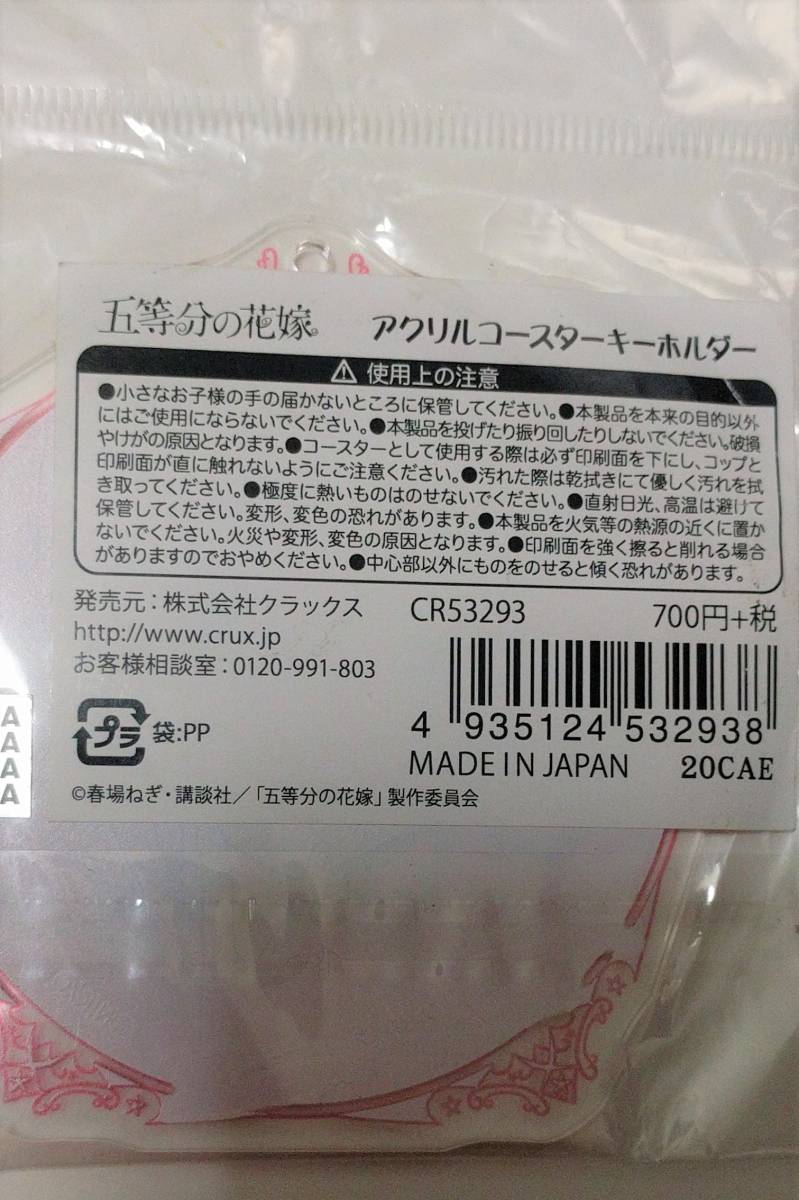 五等分の花嫁 アクリルコースターキーホルダー
⚠ 使用上の注意
●小さなお子様の手の届かないところに保管してください。●本製品を本来の目的以外
にはご使用にならないでください。●本製品を投げたり振り回したりしないでください。破損
やけがの原因となります。●コースターとして使用する際は必ず印刷面を下にし、コップと
印刷面が直に触れないようにご注意ください。●汚れた際は乾拭きにて優しく汚れを拭
き取ってください。●極度に熱いものはのせないでください。●直射日光、高温は避けて
保管してください。変形、変色の恐れがあります。●本製品を火気等の熱源の近くに置か
ないでください。火災や変形、変色の原因となります。●印刷面を強く擦ると削れる場合
がありますのでおやめください。●中心部以外にものをのせると傾く恐れがあります。
発売元：株式会社クラックス CR53293 700円+税
http://www.crux.jp
お客様相談室：0120-991-803
プラ 袋:PP
4 935124 532938
MADE IN JAPAN 20CAE
©春場ねぎ・講談社／「五等分の花嫁」製作委員会
A
A
A
A